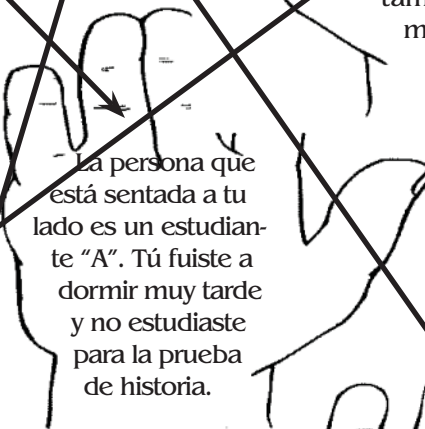 tam
m
La persona que
está sentada a tu
lado es un estudian-
te “A”. Tú fuiste a
dormir muy tarde
y no estudiaste
para la prueba
de historia.